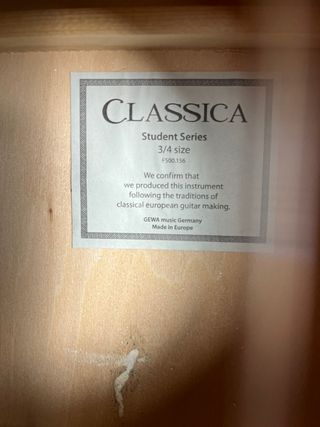 CLASSICA
Student Series
3/4 size
F500.156
We confirm that
we produced this instrument
following the traditions of
classical european guitar making.
GEWA music Germany
Made in Europe